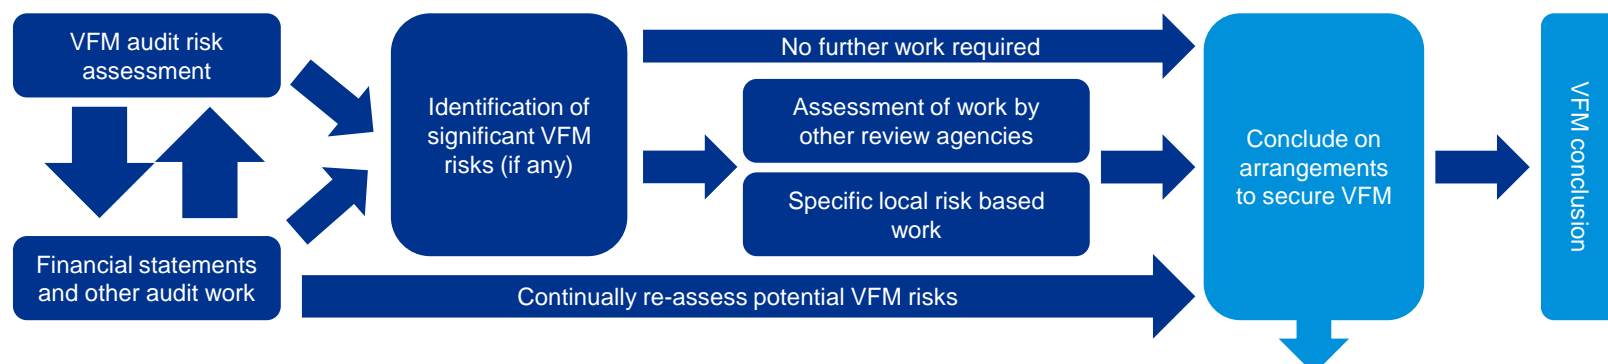 VFM audit risk
assessment
Financial statements
and other audit work
Identification of
significant VFM
risks (if any)
No further work required
Assessment of work by
other review agencies
Specific local risk based
work
Continually re-assess potential VFM risks
Conclude on
arrangements
to secure VFM
VFM conclusion